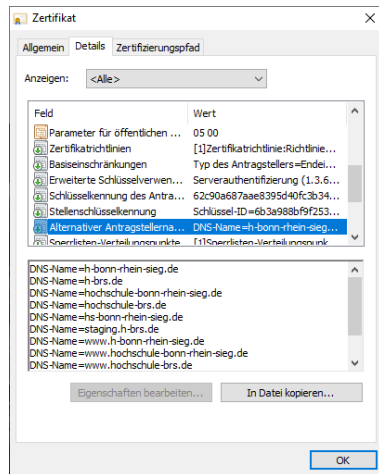 Zertifikat
Allgemein Details Zertifizierungspfad
Anzeigen: <Alle>
Feld Wert
Parameter für öffentlichen ... 05 00
Zertifikatrichtlinien [1]Zertifikatrichtlinie:Richtlinie...
Basiseinschränkungen Typ des Antragstellers=Endei...
Erweiterte Schlüsselverwen... Serverauthentifizierung (1.3.6...
Schlüsselkennung des Antra... 62c90a687aae8395d40fc3b34...
Stellenschlüsselkennung Schlüssel-ID=6b3a988bf9f253...
Alternativer Antragstellerna... DNS-Name=h-bonn-rhein-sieg...
Sperrlisten-Verteilungspunkte [1]Sperrlisten-Verteilungspunk...
DNS-Name=h-bonn-rhein-sieg.de
DNS-Name=h-brs.de
DNS-Name=hochschule-bonn-rhein-sieg.de
DNS-Name=hochschule-brs.de
DNS-Name=hs-bonn-rhein-sieg.de
DNS-Name=staging.h-brs.de
DNS-Name=www.h-bonn-rhein-sieg.de
DNS-Name=www.hochschule-bonn-rhein-sieg.de
DNS-Name=www.hochschule-brs.de
Eigenschaften bearbeiten... In Datei kopieren...
OK